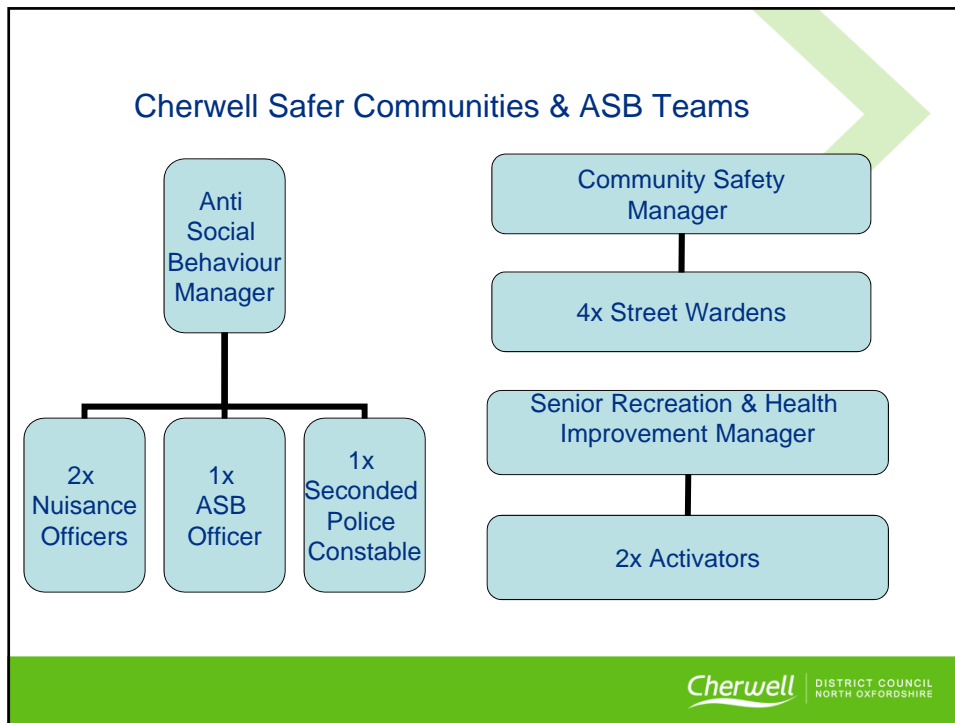 Cherwell Safer Communities & ASB Teams
Anti
Social
Behaviour
Manager
2x
Nuisance
Officers
1x
ASB
Officer
1x
Seconded
Police
Constable
Community Safety
Manager
4x Street Wardens
Senior Recreation & Health
Improvement Manager
2x Activators
Cherwell
DISTRICT COUNCIL
NORTH OXFORDSHIRE